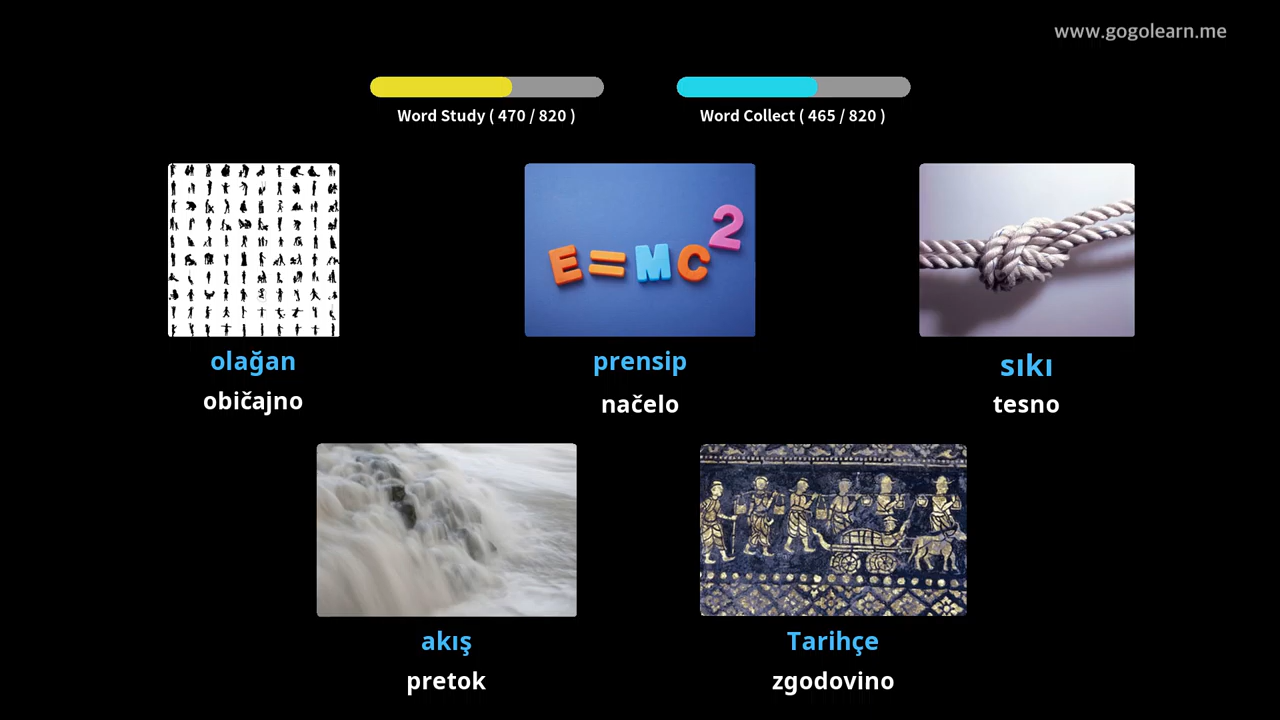 www.gogolearn.me
Word Study ( 470 / 820 )
Word Collect ( 465 / 820 )
E=MC2
olağan
običajno
prensip
načelo
sıkı
tesno
akış
pretok
Tarihçe
zgodovino